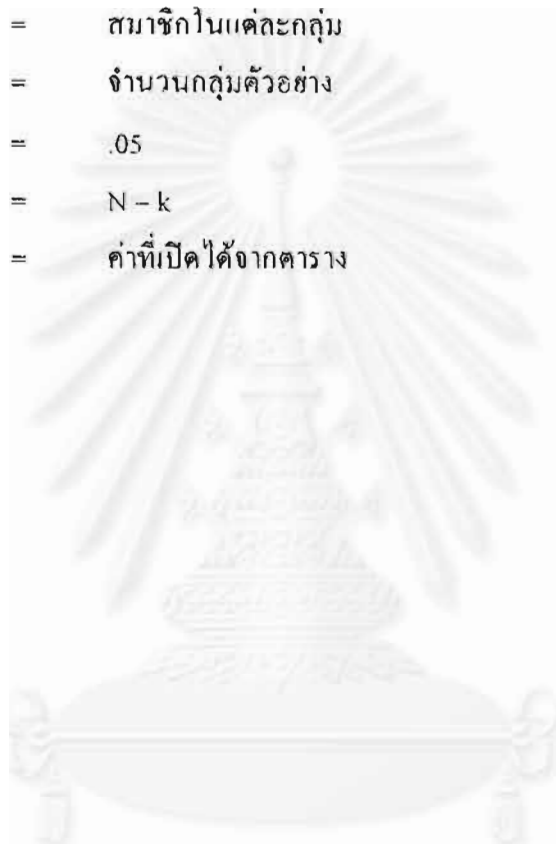 = สมาชิกในแต่ละกลุ่ม
= จำนวนกลุ่มตัวอย่าง
= .05
= N – k
= ค่าที่เปิดได้จากตาราง